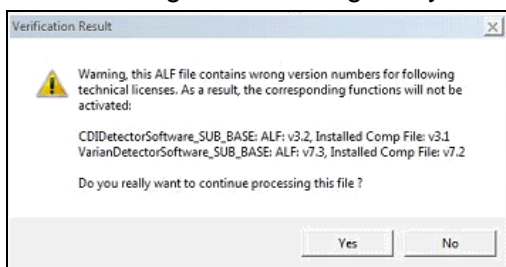 Verification Result
Warning, this ALF file contains wrong version numbers for following
technical licenses. As a result, the corresponding functions will not be
activated:
CDIDetectorSoftware_SUB_BASE: ALF: v3.2, Installed Comp File: v3.1
VarianDetectorSoftware_SUB_BASE: ALF: v7.3, Installed Comp File: v7.2
Do you really want to continue processing this file ?
Yes No